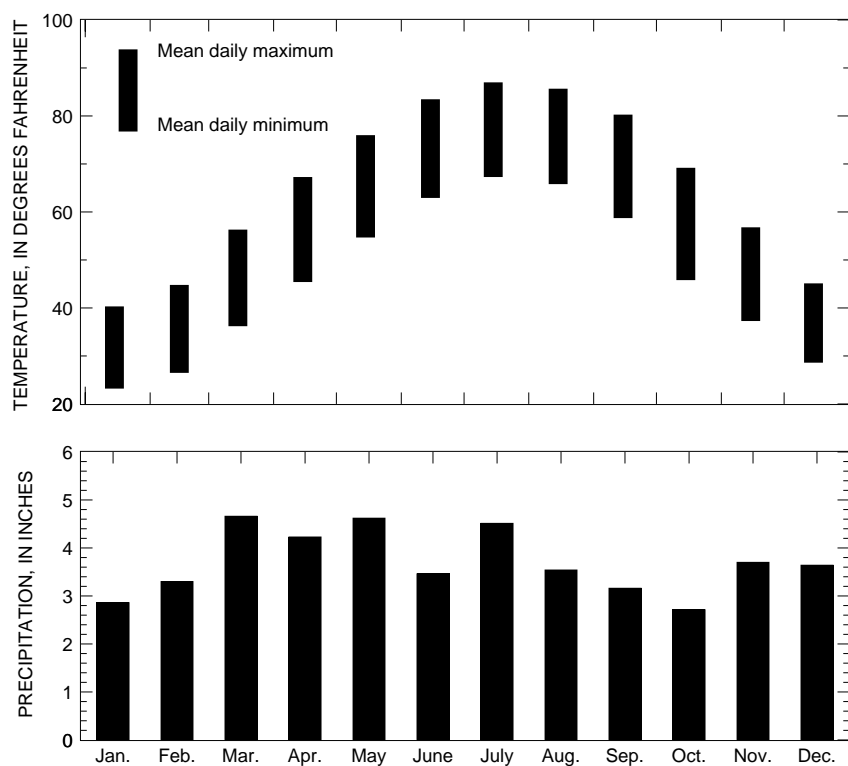 TEMPERATURE, IN DEGREES FAHRENHEIT
100
80
60
40
20
Mean daily maximum
Mean daily minimum
PRECIPITATION, IN INCHES
6
5
4
3
2
1
0
Jan. Feb. Mar. Apr. May June July Aug. Sep. Oct. Nov. Dec.